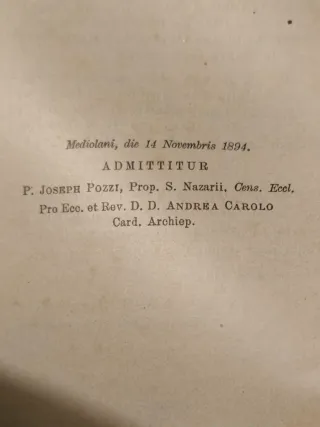 Mediolani, die 14 Novembris 1894.
ADMITTITUR
P. JOSEPH POZZI, Prop. S. Nazarii, Cens. Eccl.
Pro Ecc. et Rev. D. D. ANDREA CAROLO
Card. Archiep.